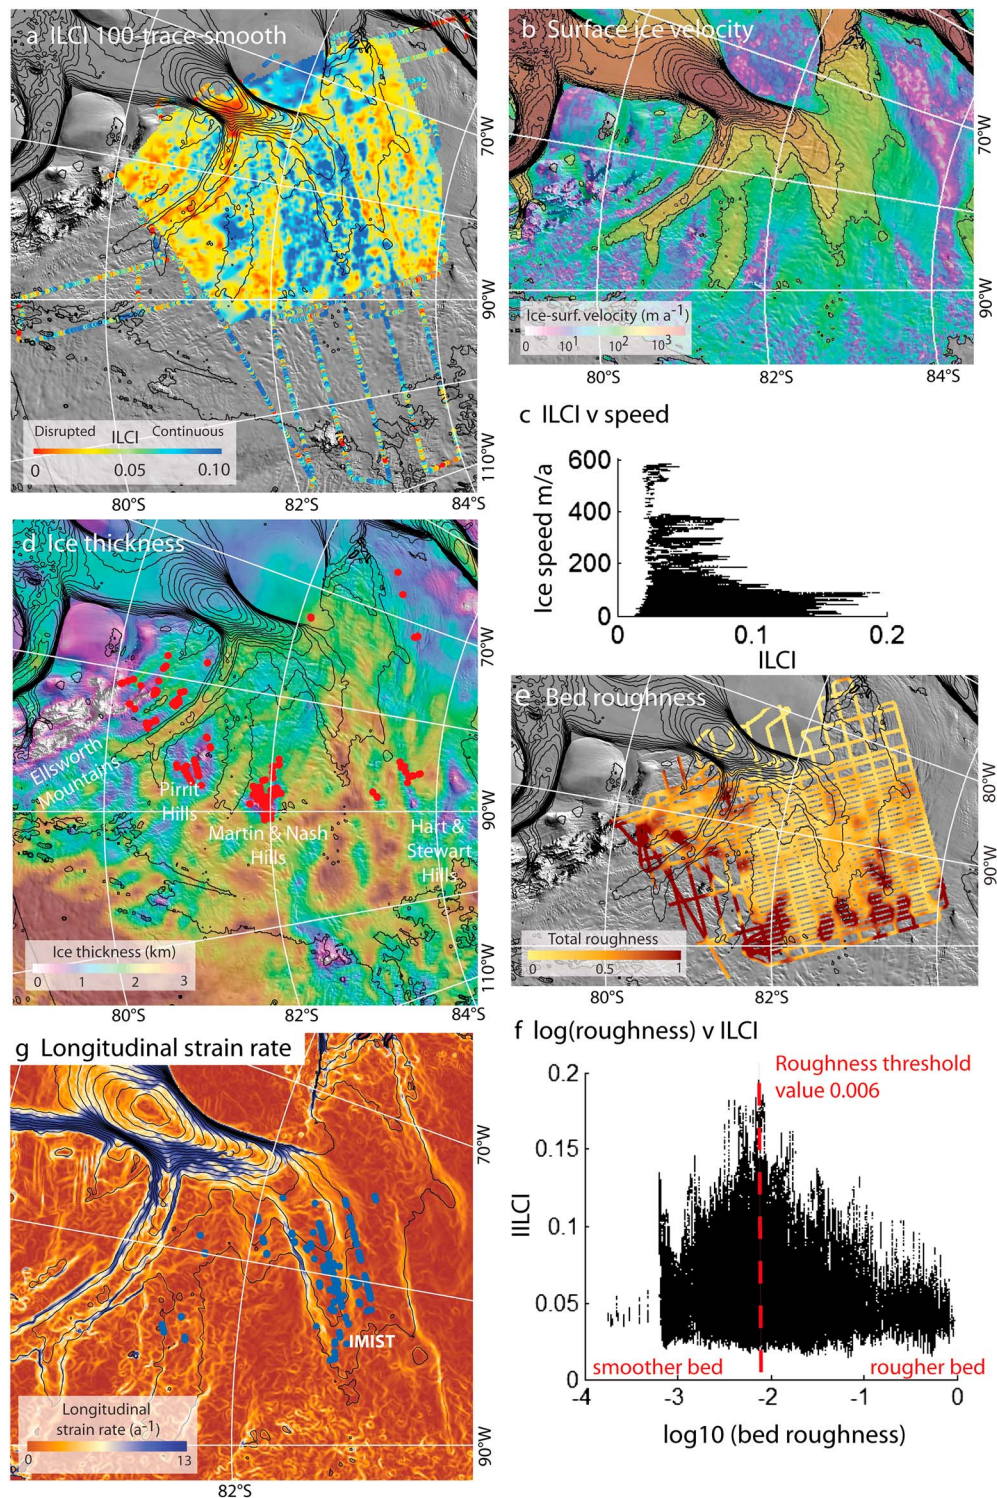 a ILCI 100-trace-smooth
70°W
90°W
110°W
Disrupted ILCI Continuous
0 0.05 0.10
80°S 82°S 84°S
b Surface ice velocity
70°W
90°W
Ice-surf. velocity (m a-1)
0 10¹ 10² 10³
80°S 82°S 84°S
c ILCI v speed
Ice speed m/a
600
400
200
0
0 0.1 0.2
ILCI
d Ice thickness
70°W
90°W
110°W
Ellsworth
Mountains
Pirrit
Hills
Martin & Nash
Hills
Hart &
Stewart
Hills
Ice thickness (km)
0 1 2 3
80°S 82°S 84°S
e Bed roughness
80°W
90°W
Total roughness
0 0.5 1
80°S 82°S
f log(roughness) v ILCI
Roughness threshold
value 0.006
IILCI
0.2
0.15
0.1
0.05
0
smoother bed rougher bed
-4 -3 -2 -1 0
log10 (bed roughness)
g Longitudinal strain rate
70°W
90°W
IMIST
Longitudinal
strain rate (a-1)
0 13
82°S